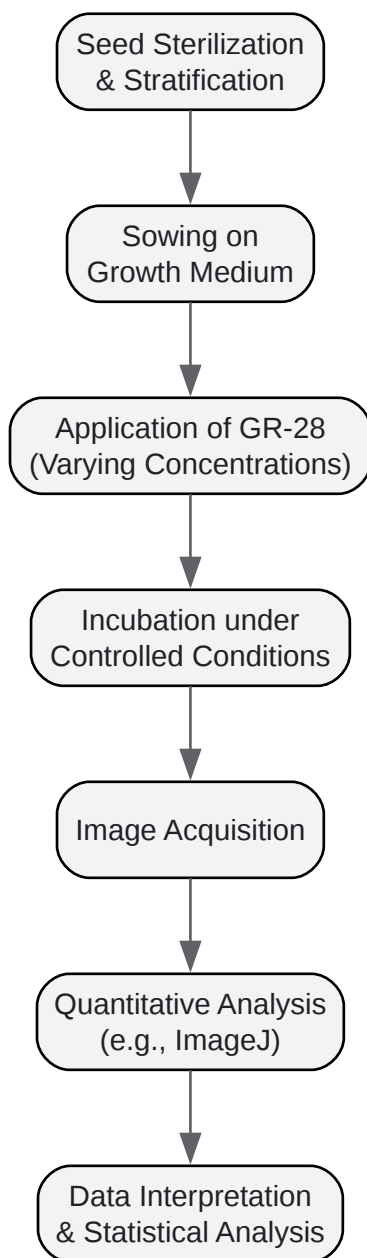 Seed Sterilization
& Stratification
Sowing on
Growth Medium
Application of GR-28
(Varying Concentrations)
Incubation under
Controlled Conditions
Image Acquisition
Quantitative Analysis
(e.g., ImageJ)
Data Interpretation
& Statistical Analysis